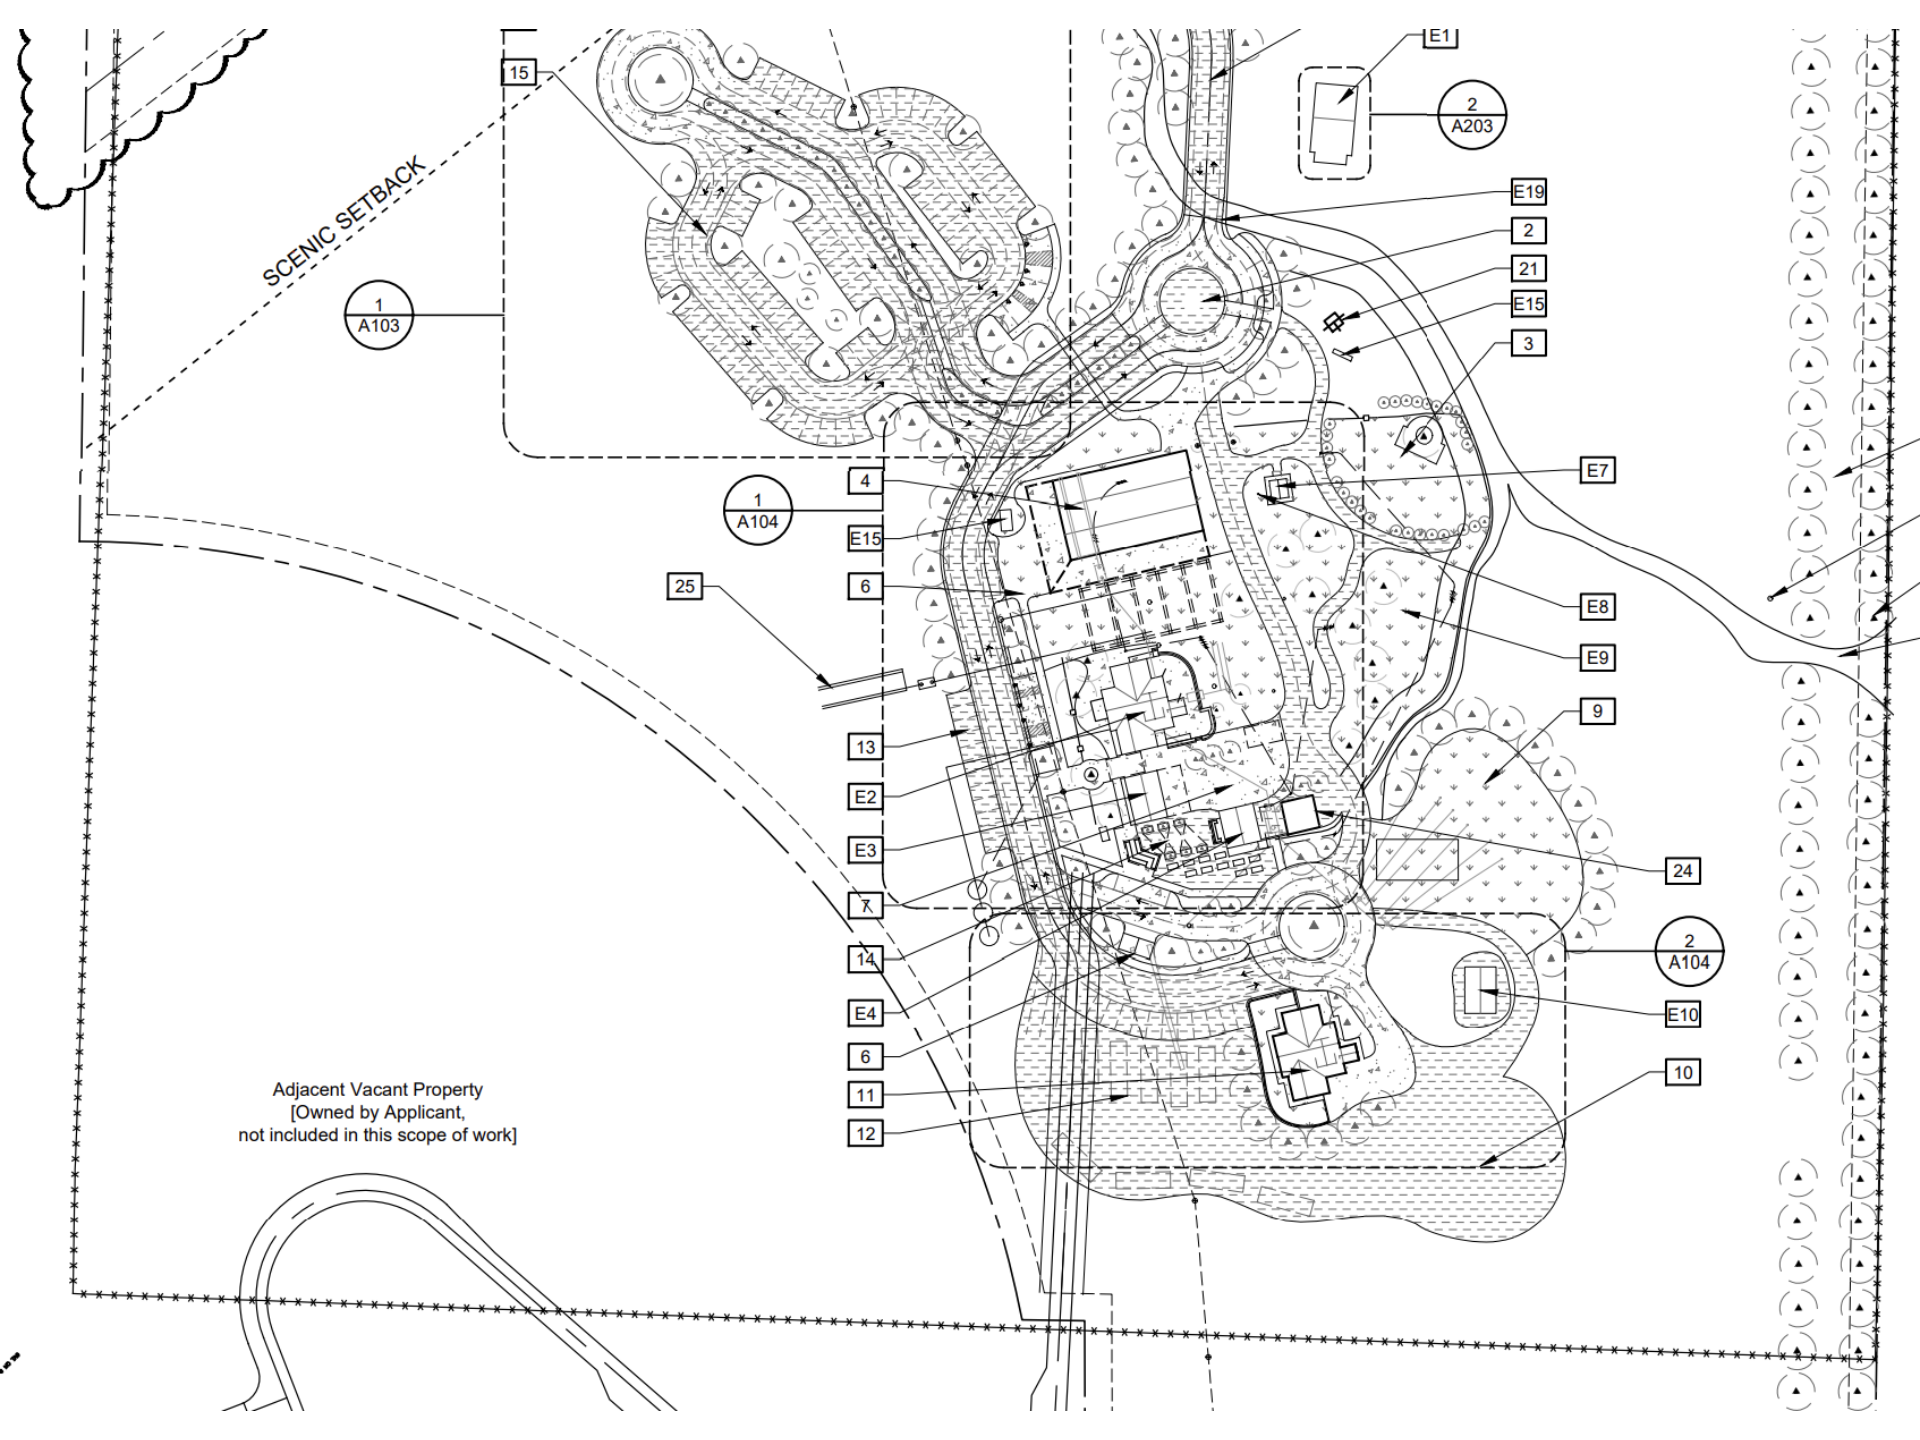 E1
15
2
A203
SCENIC SETBACK
E19
2
21
E15
3
1
A103
4
E7
1
A104
E15
25
6
E8
E9
9
13
E2
E3
24
7
2
A104
14
E4
E10
6
10
11
12
Adjacent Vacant Property
[Owned by Applicant,
not included in this scope of work]